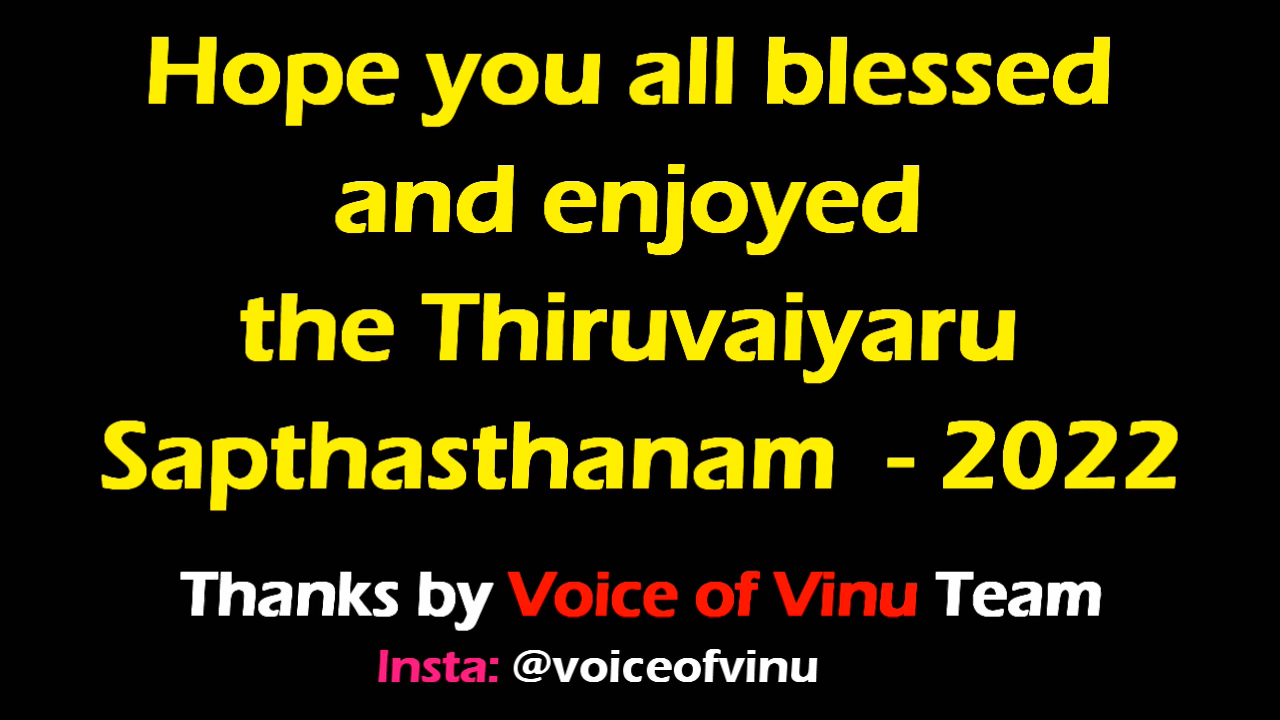 Hope you all blessed
and enjoyed
the Thiruvaiyaru
Sapthasthanam - 2022
Thanks by Voice of Vinu Team
Insta: @voiceofvinu